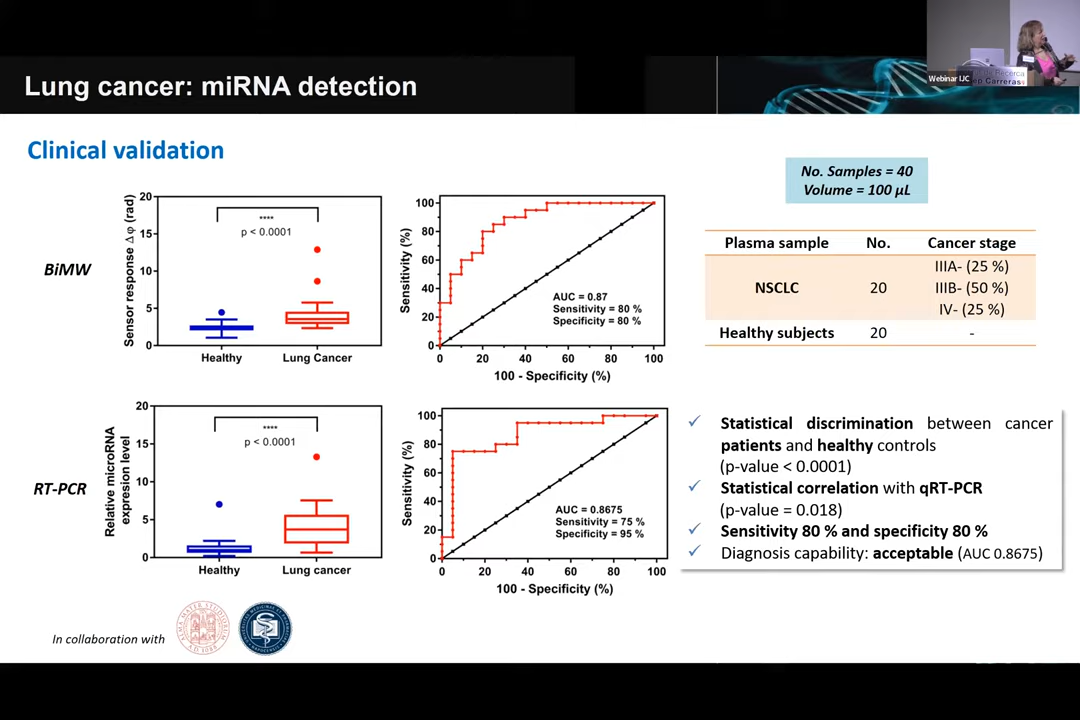 Lung cancer: miRNA detection
Webinar IJC
Clinical validation
No. Samples = 40
Volume = 100 µL
BiMW
Sensor response Δφ (rad)
20
15
10
5
0
****
p < 0.0001
Healthy
Lung Cancer
Sensitivity (%)
100
80
60
40
20
0
AUC = 0.87
Sensitivity = 80 %
Specificity = 80 %
0 20 40 60 80 100
100 - Specificity (%)
Plasma sample No. Cancer stage
NSCLC 20
IIIA- (25 %)
IIIB- (50 %)
IV- (25 %)
Healthy subjects 20 -
RT-PCR
Relative microRNA
expresion level
20
15
10
5
0
****
p < 0.0001
Healthy
Lung cancer
Sensitivity (%)
100
80
60
40
20
0
AUC = 0.8675
Sensitivity = 75 %
Specificity = 95 %
0 20 40 60 80 100
100 - Specificity (%)
✓ Statistical discrimination between cancer
patients and healthy controls
(p-value < 0.0001)
✓ Statistical correlation with qRT-PCR
(p-value = 0.018)
✓ Sensitivity 80 % and specificity 80 %
✓ Diagnosis capability: acceptable (AUC 0.8675)
In collaboration with